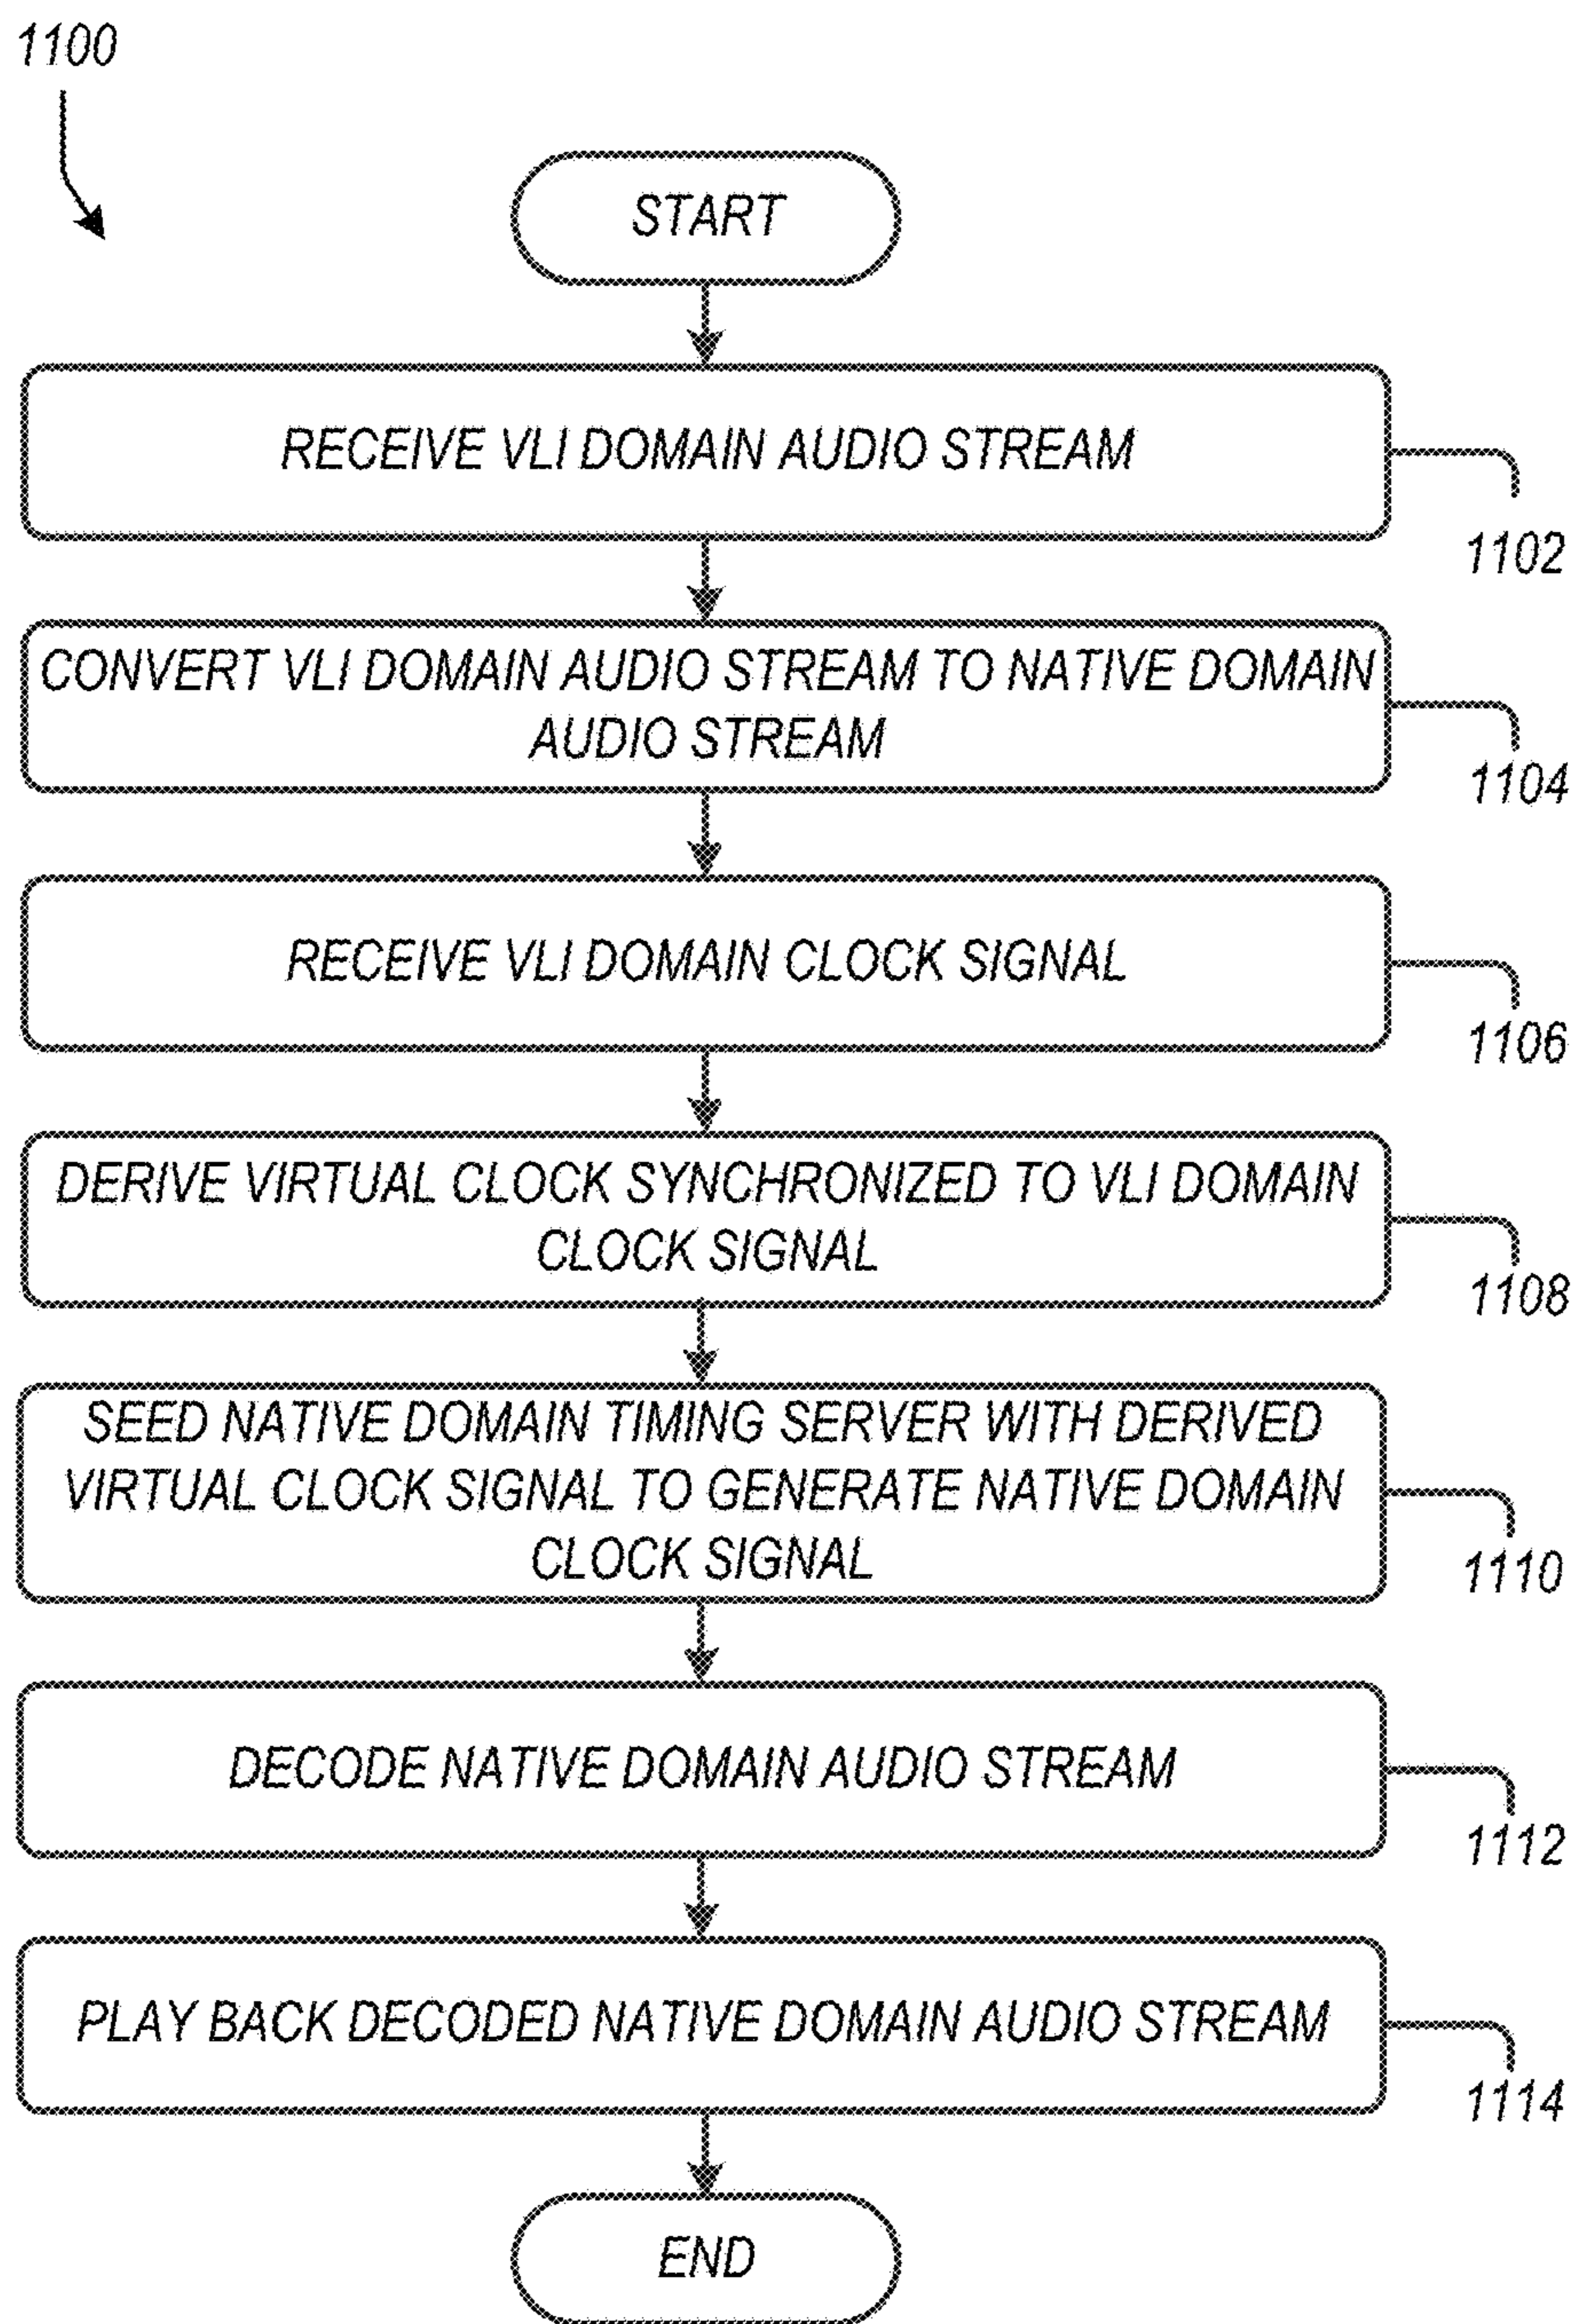 1100
START
RECEIVE VLI DOMAIN AUDIO STREAM
1102
CONVERT VLI DOMAIN AUDIO STREAM TO NATIVE DOMAIN
AUDIO STREAM
1104
RECEIVE VLI DOMAIN CLOCK SIGNAL
1106
DERIVE VIRTUAL CLOCK SYNCHRONIZED TO VLI DOMAIN
CLOCK SIGNAL
1108
SEED NATIVE DOMAIN TIMING SERVER WITH DERIVED
VIRTUAL CLOCK SIGNAL TO GENERATE NATIVE DOMAIN
CLOCK SIGNAL
1110
DECODE NATIVE DOMAIN AUDIO STREAM
1112
PLAY BACK DECODED NATIVE DOMAIN AUDIO STREAM
1114
END